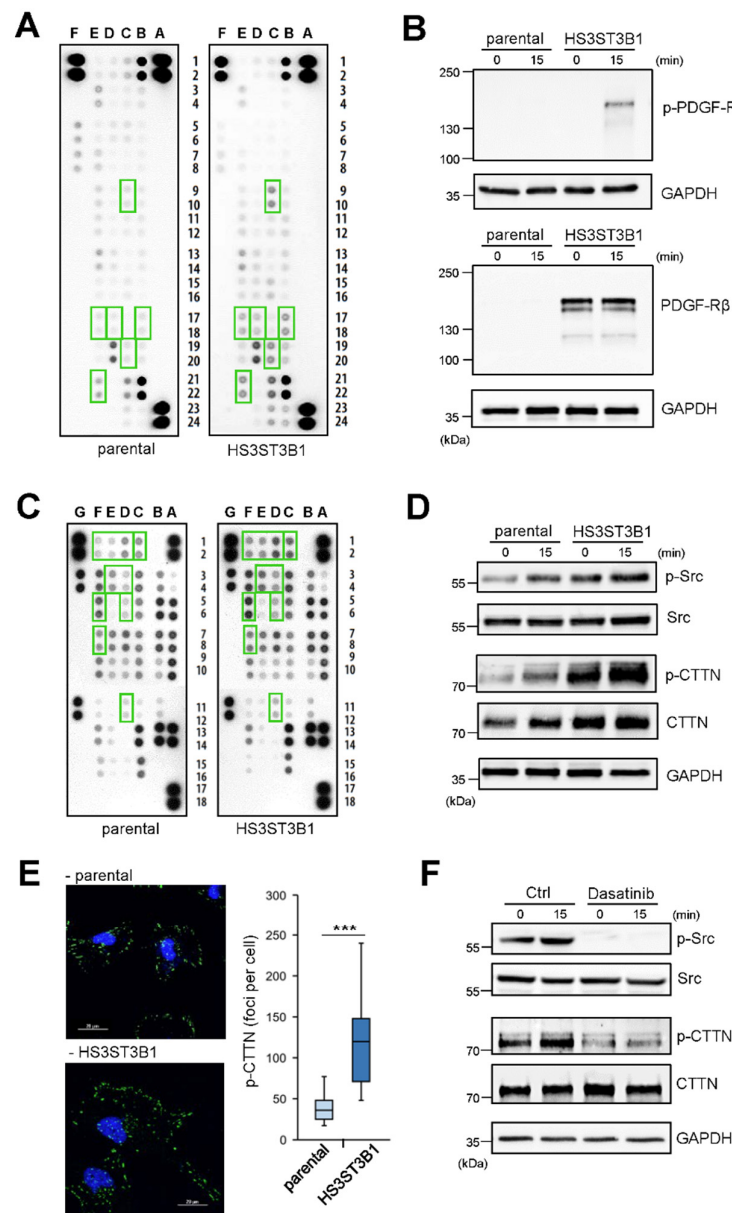 A
F E D C B A
F E D C B A
1
2
3
4
5
6
7
8
9
10
11
12
13
14
15
16
17
18
19
20
21
22
23
24
1
2
3
4
5
6
7
8
9
10
11
12
13
14
15
16
17
18
19
20
21
22
23
24
parental
HS3ST3B1
B
parental HS3ST3B1
0 15 0 15 (min)
250
130
100
p-PDGF-R
35
GAPDH
parental HS3ST3B1
0 15 0 15 (min)
250
130
100
PDGF-Rβ
35
GAPDH
(kDa)
C
G F E D C B A
G F E D C B A
1
2
3
4
5
6
7
8
9
10
11
12
13
14
15
16
17
18
1
2
3
4
5
6
7
8
9
10
11
12
13
14
15
16
17
18
parental
HS3ST3B1
D
parental HS3ST3B1
0 15 0 15 (min)
55
p-Src
55
Src
70
p-CTTN
70
CTTN
35
GAPDH
(kDa)
E
- parental
20 µm
- HS3ST3B1
20 µm
p-CTTN (foci per cell)
300
250
200
150
100
50
0
***
parental
HS3ST3B1
F
Ctrl Dasatinib
0 15 0 15 (min)
55
p-Src
55
Src
70
p-CTTN
70
CTTN
35
GAPDH
(kDa)